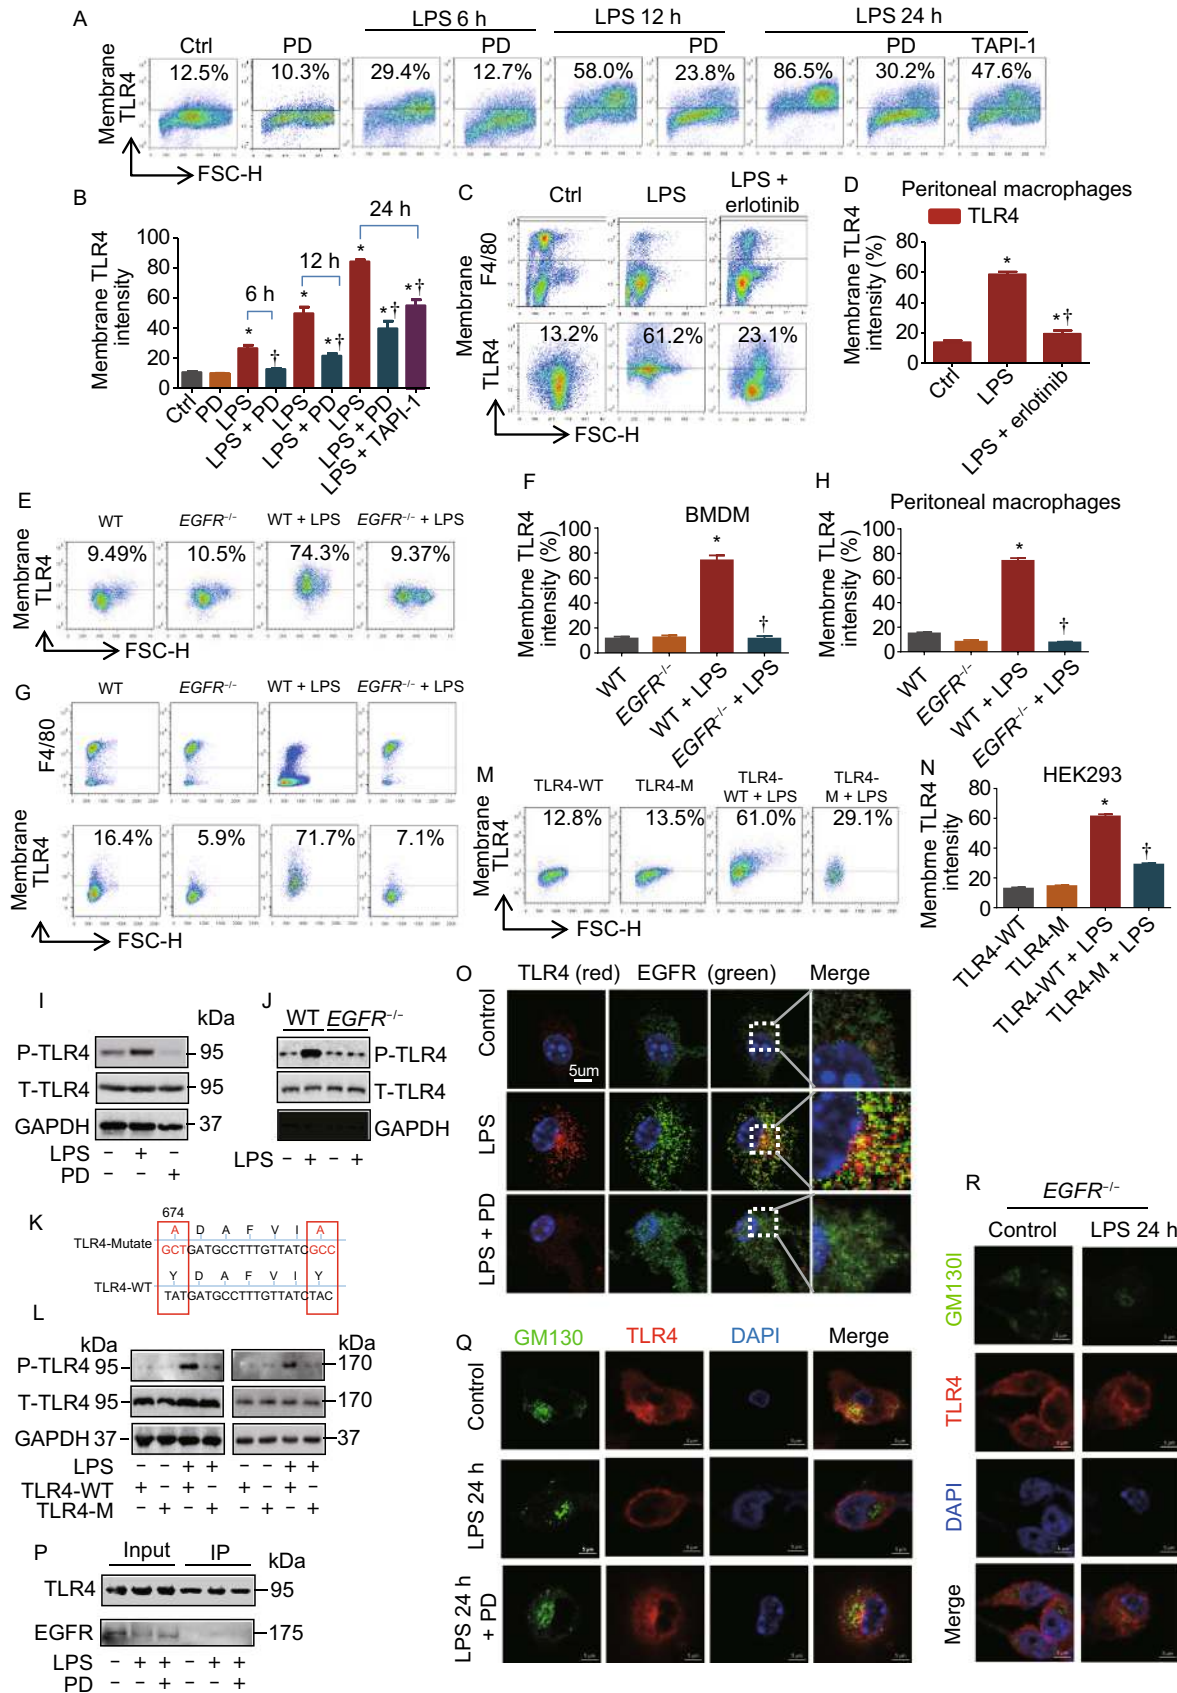 A
LPS 6 h
LPS 12 h
LPS 24 h
Ctrl
PD
PD
PD
PD
TAPI-1
12.5%
10.3%
29.4%
12.7%
58.0%
23.8%
86.5%
30.2%
47.6%
Membrane
TLR4
FSC-H
B
Membrane TLR4
intensity
100
80
60
40
20
0
6 h
12 h
24 h
*
†
*
*†
*
*†
*†
Ctrl
PD
LPS
LPS + PD
LPS
LPS + PD
LPS
LPS + PD
LPS + TAPI-1
C
Ctrl
LPS
LPS +
erlotinib
F4/80
Membrane
TLR4
13.2%
61.2%
23.1%
FSC-H
D
Peritoneal macrophages
TLR4
Membrane TLR4
intensity (%)
80
60
40
20
0
*
*†
Ctrl
LPS
LPS + erlotinib
E
WT
EGFR−/−
WT + LPS
EGFR−/− + LPS
9.49%
10.5%
74.3%
9.37%
Membrane
TLR4
FSC-H
F
BMDM
Membrne TLR4
intensity (%)
100
80
60
40
20
0
*
†
WT
EGFR−/−
WT + LPS
EGFR−/− + LPS
H
Peritoneal macrophages
Membrne TLR4
intensity (%)
100
80
60
40
20
0
*
†
WT
EGFR−/−
WT + LPS
EGFR−/− + LPS
G
WT
EGFR−/−
WT + LPS
EGFR−/− + LPS
F4/80
16.4%
5.9%
71.7%
7.1%
Membrane
TLR4
FSC-H
M
TLR4-WT
TLR4-M
TLR4-
WT + LPS
TLR4-
M + LPS
12.8%
13.5%
61.0%
29.1%
Membrane
TLR4
FSC-H
N
HEK293
Membrne TLR4
intensity
80
60
40
20
0
*
†
TLR4-WT
TLR4-M
TLR4-WT + LPS
TLR4-M + LPS
I
kDa
P-TLR4
95
T-TLR4
95
GAPDH
37
LPS − + −
PD − − +
J
WT EGFR−/−
P-TLR4
T-TLR4
GAPDH
LPS − + − +
K
674
A D A F V I A
TLR4-Mutate
GCTGATGCCTTTGTTATCGCC
Y D A F V I Y
TLR4-WT
TATGATGCCTTTGTTATCTAC
L
kDa
kDa
P-TLR4 95
170
T-TLR4 95
170
GAPDH 37
37
LPS − − + + − − + +
TLR4-WT + − + − + − + −
TLR4-M − + − + − + − +
O
TLR4 (red)
EGFR (green)
Merge
Control
5um
LPS
LPS + PD
P
Input
IP
kDa
TLR4
95
EGFR
175
LPS − + + − + +
PD − − + − − +
Q
GM130
TLR4
DAPI
Merge
Control
LPS 24 h
LPS 24 h
+ PD
R
EGFR−/−
Control
LPS 24 h
GM130I
TLR4
DAPI
Merge